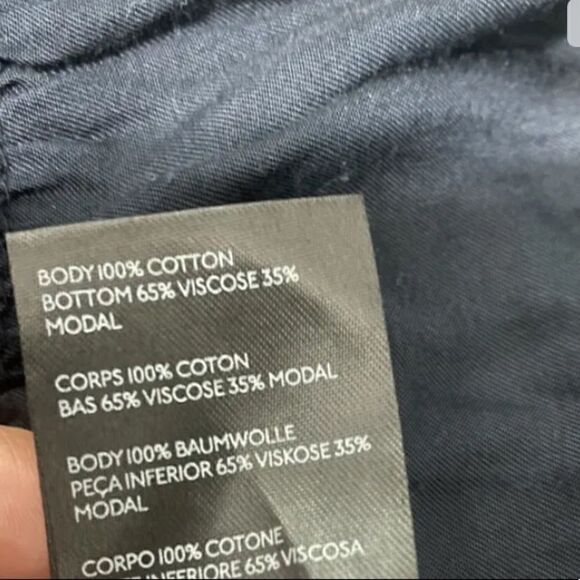 BODY 100% COTTON
BOTTOM 65% VISCOSE 35%
MODAL
CORPS 100% COTON
BAS 65% VISCOSE 35% MODAL
BODY 100% BAUMWOLLE
PEÇA INFERIOR 65% VISKOSE 35%
MODAL
CORPO 100% COTONE
INFERIORE 65% VISCOSA